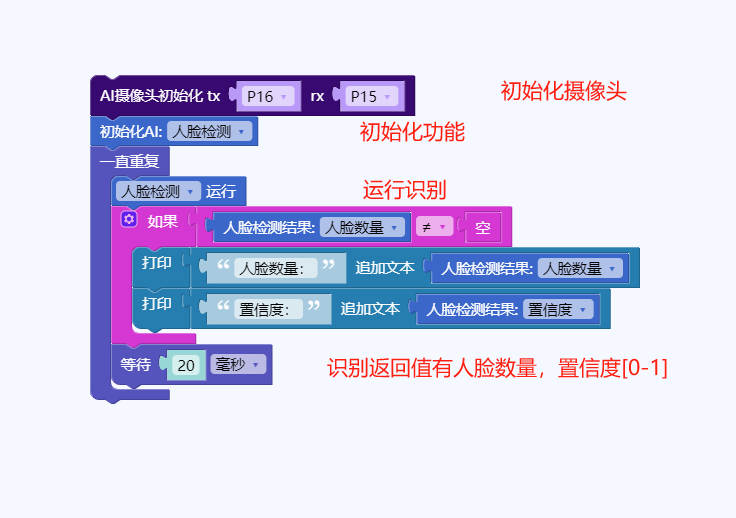 AI摄像头初始化 tx P16 rx P15 初始化摄像头
初始化AI: 人脸检测 初始化功能
一直重复
人脸检测 运行 运行识别
如果 人脸检测结果: 人脸数量 ≠ 空
打印 “ 人脸数量： ” 追加文本 人脸检测结果: 人脸数量
打印 “ 置信度： ” 追加文本 人脸检测结果: 置信度
等待 20 毫秒 识别返回值有人脸数量，置信度[0-1]